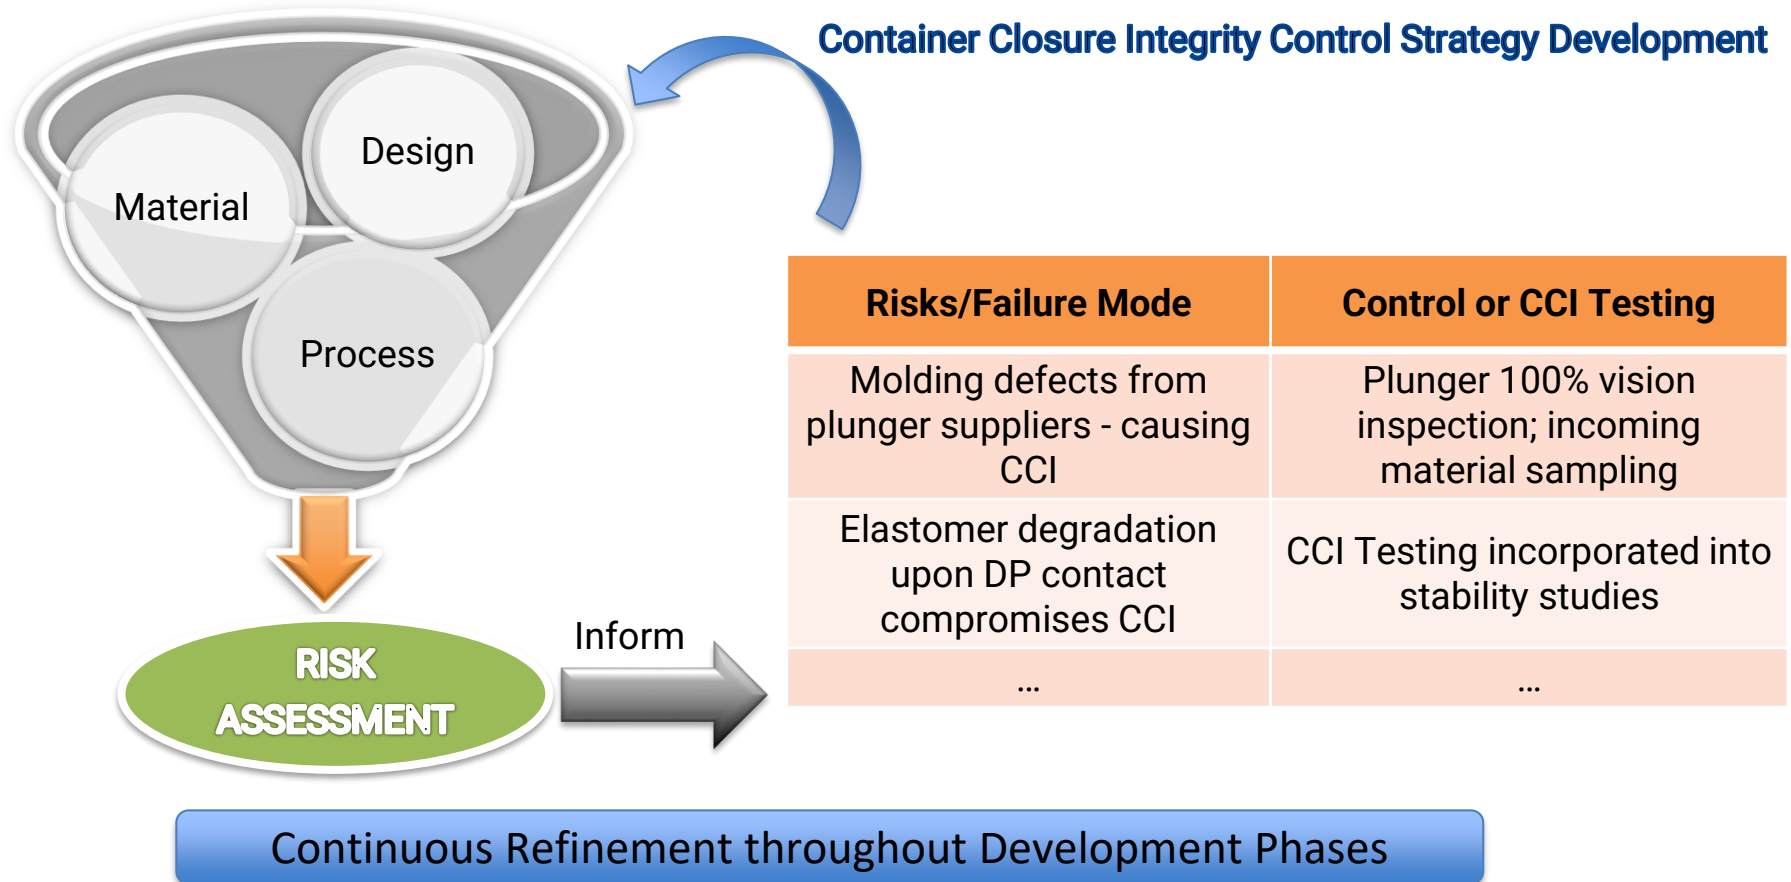 Container Closure Integrity Control Strategy Development
Design
Material
Process
RISK
ASSESSMENT
Inform
Risks/Failure Mode
Control or CCI Testing
Molding defects from
plunger suppliers - causing
CCI
Plunger 100% vision
inspection; incoming
material sampling
Elastomer degradation
upon DP contact
compromises CCI
CCI Testing incorporated into
stability studies
...
...
Continuous Refinement throughout Development Phases